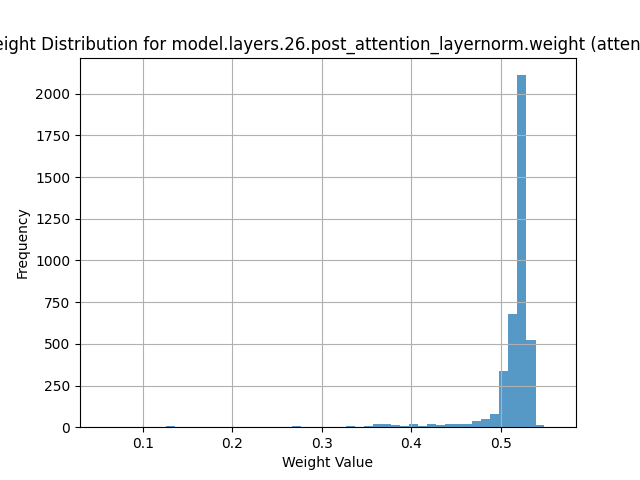 eight Distribution for model.layers.26.post_attention_layernorm.weight (atten
2000
1750
1500
1250
1000
750
500
250
0
Frequency
0.1 0.2 0.3 0.4 0.5
Weight Value